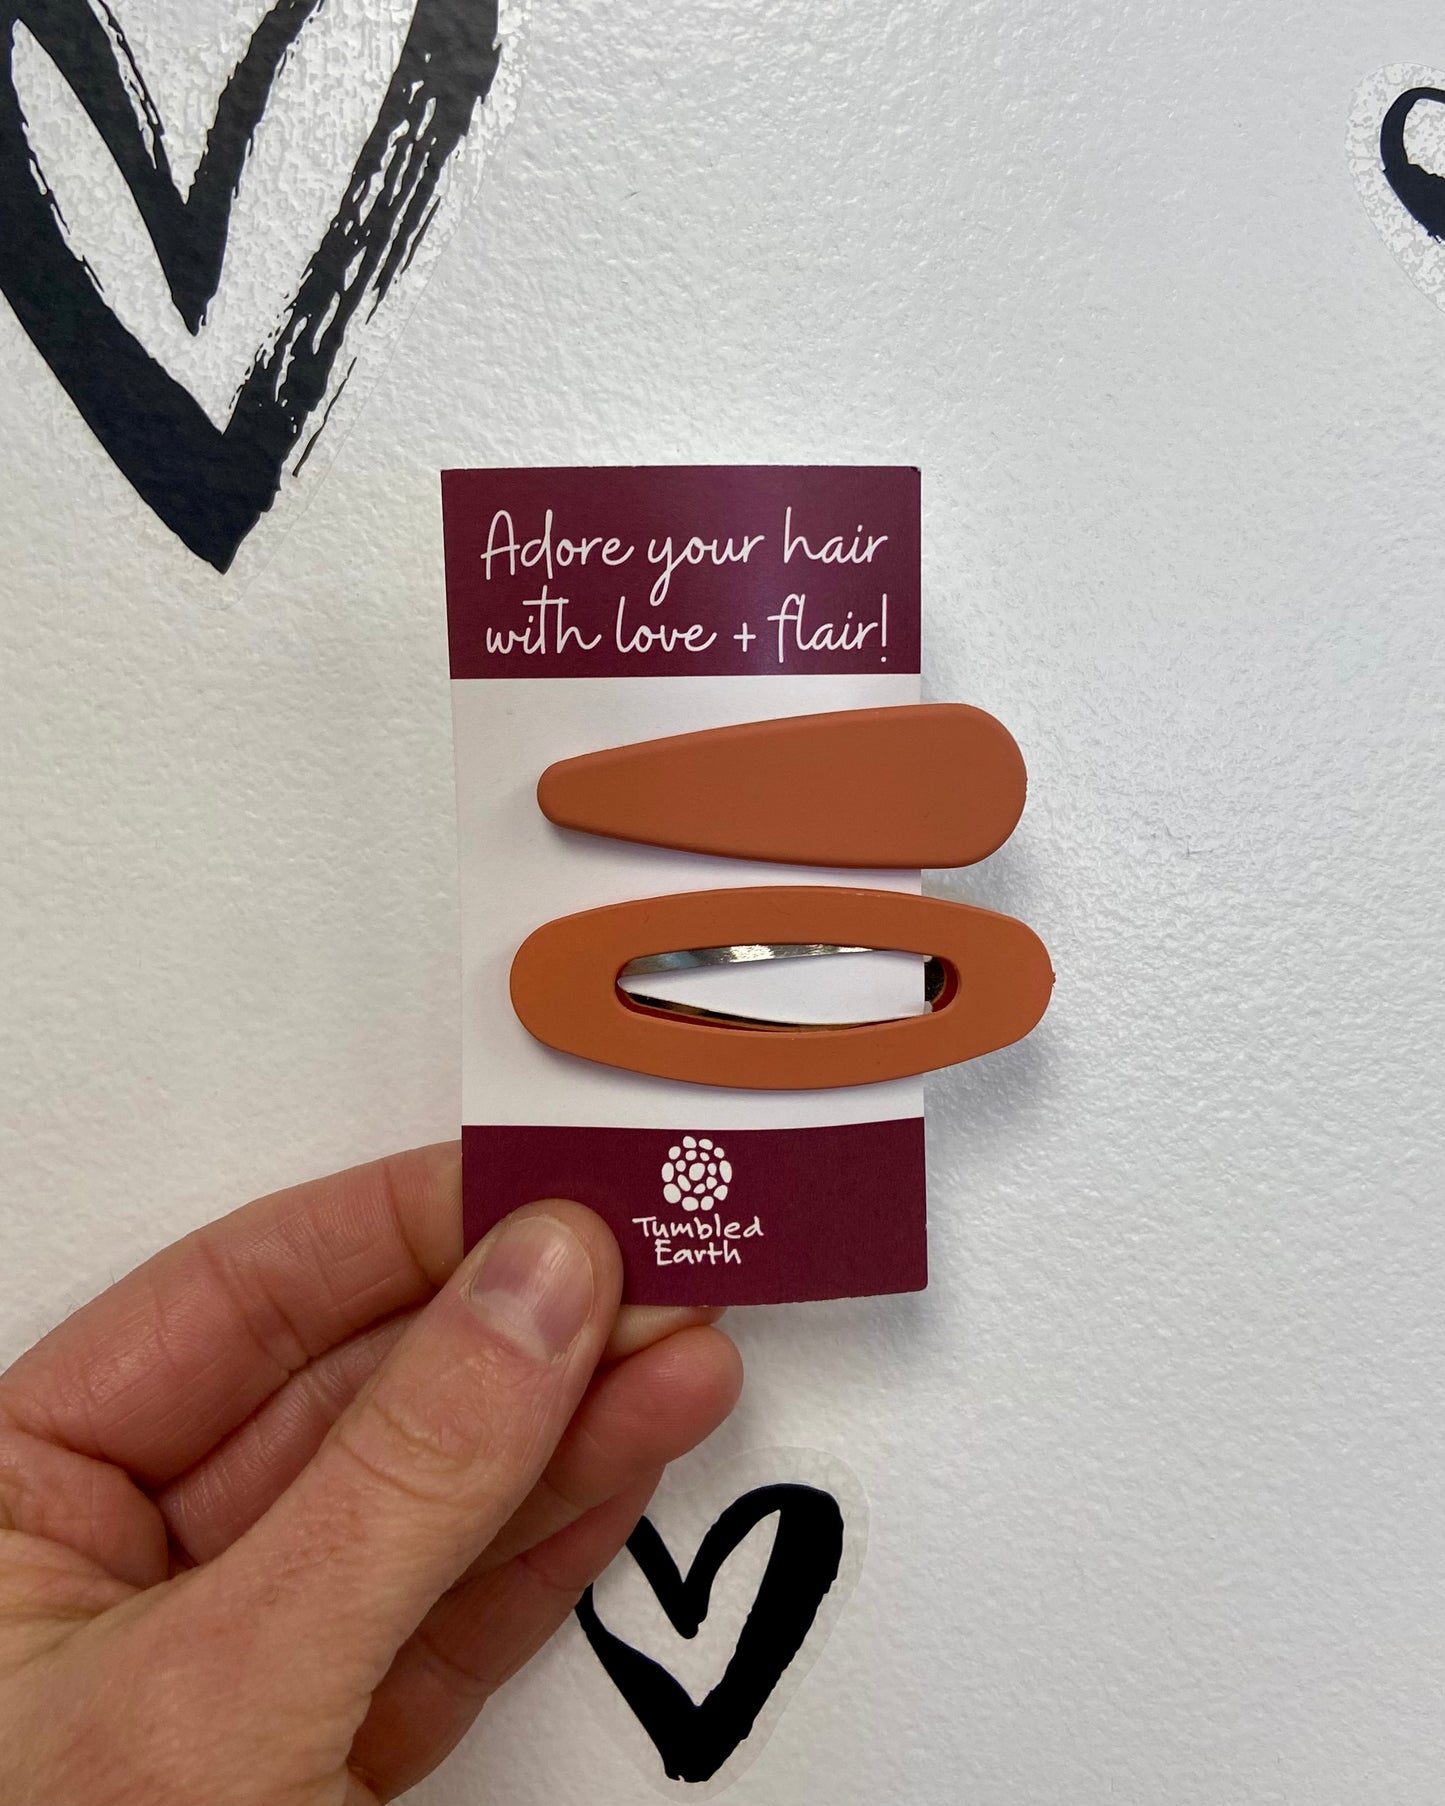 Adore your hair
with love + flair!
Tumbled
Earth